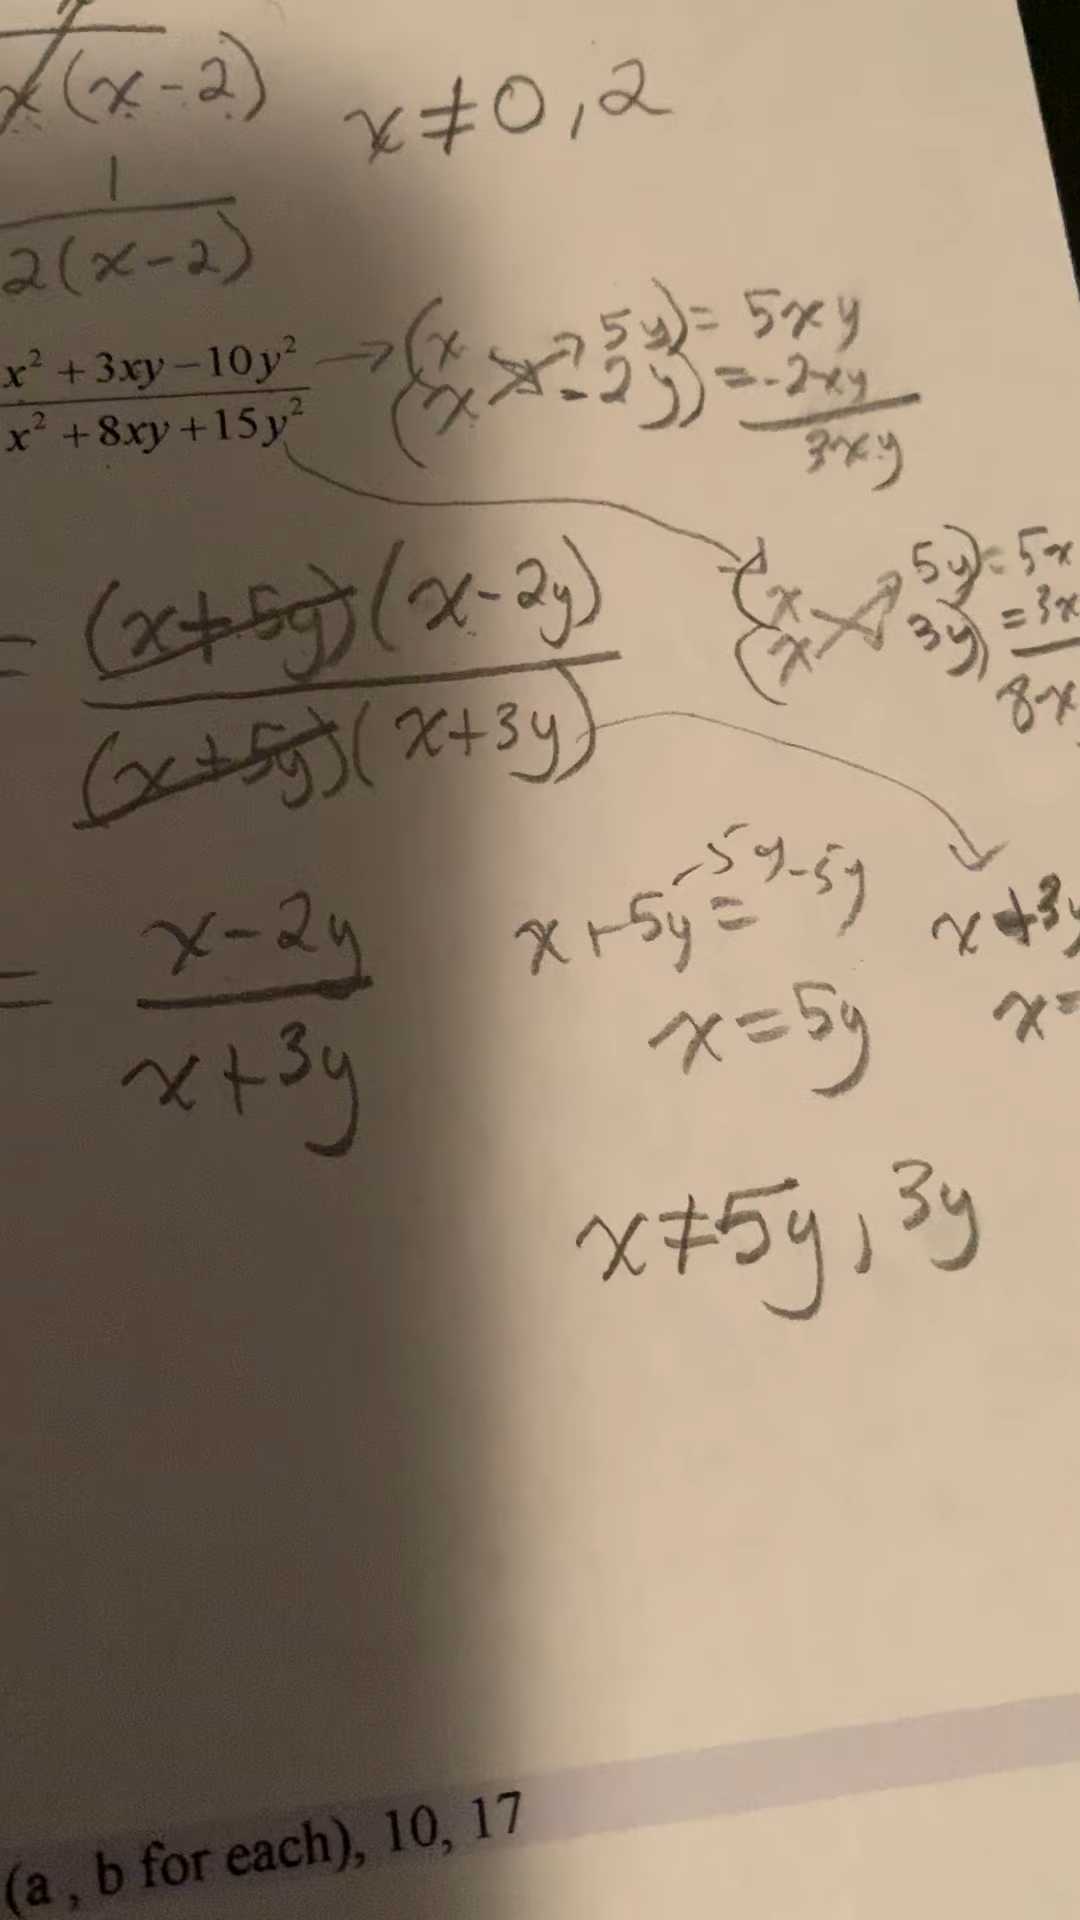 x(x-2) x≠0,2
1
2(x-2)
x² + 3xy – 10y² → (x 5y) = 5xy
x² + 8xy + 15y² (x -2y) = -2xy
3xy
(x 5y) = 5x
(x 3y) = 3x
8x
= (x+5y)(x-2y)
(x+5y)(x+3y)
= x-2y
x+3y
x+5y = -5y -5y
x = 5y
x+3y
x=
x≠5y, 3y
(a , b for each), 10, 17